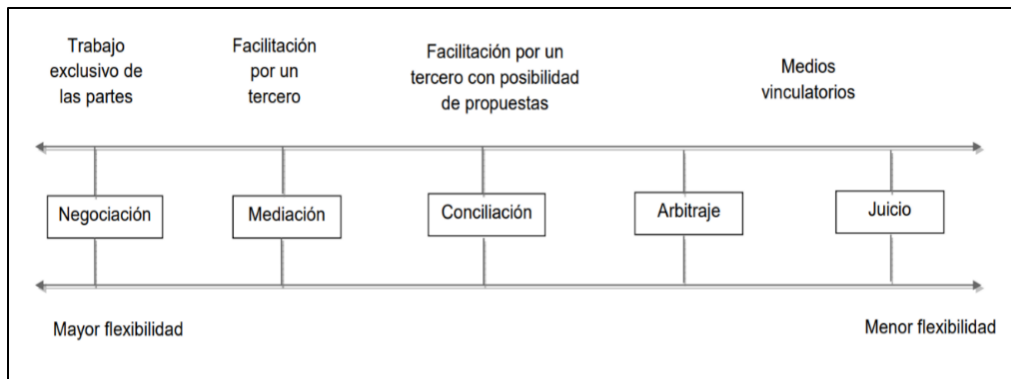 Trabajo
exclusivo de
las partes
Facilitación
por un
tercero
Facilitación por un
tercero con posibilidad
de propuestas
Medios
vinculatorios
Negociación
Mediación
Conciliación
Arbitraje
Juicio
Mayor flexibilidad
Menor flexibilidad